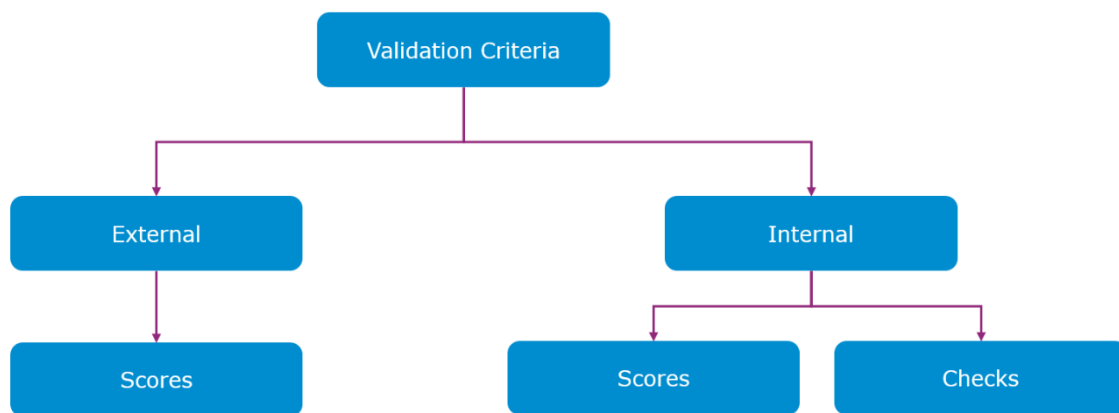 Validation Criteria
External
Internal
Scores
Scores
Checks